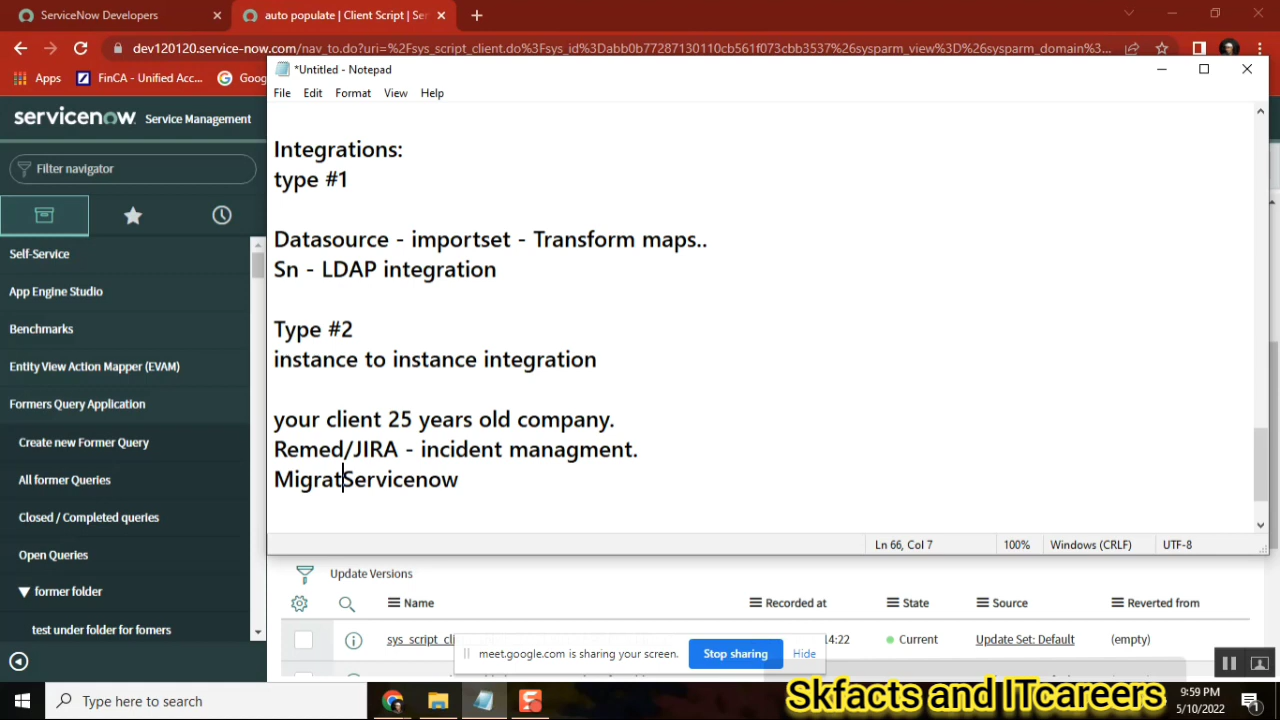 ServiceNow Developers
auto populate | Client Script | Ser
dev120120.service-now.com/nav_to.do?uri=%2Fsys_script_client.do%3Fsys_id%3Dabb0b77287130110cb561f073cbb3537%26sysparm_view%3D%26sysparm_domain...
Apps
FinCA - Unified Acc...
Goog
*Untitled - Notepad
File Edit Format View Help
servicenow. Service Management
Filter navigator
Self-Service
App Engine Studio
Benchmarks
Entity View Action Mapper (EVAM)
Formers Query Application
Create new Former Query
All former Queries
Closed / Completed queries
Open Queries
former folder
test under folder for forners
Integrations:
type #1
Datasource - importset - Transform maps..
Sn - LDAP integration
Type #2
instance to instance integration
your client 25 years old company.
Remed/JIRA - incident managment.
MigratServicenow
Ln 66, Col 7 100% Windows (CRLF) UTF-8
Update Versions
Name Recorded at State Source Reverted from
sys_script_cli 14:22 Current Update Set: Default (empty)
meet.google.com is sharing your screen. Stop sharing Hide
Type here to search
Skfacts and ITcareers
9:59 PM
5/10/2022
1